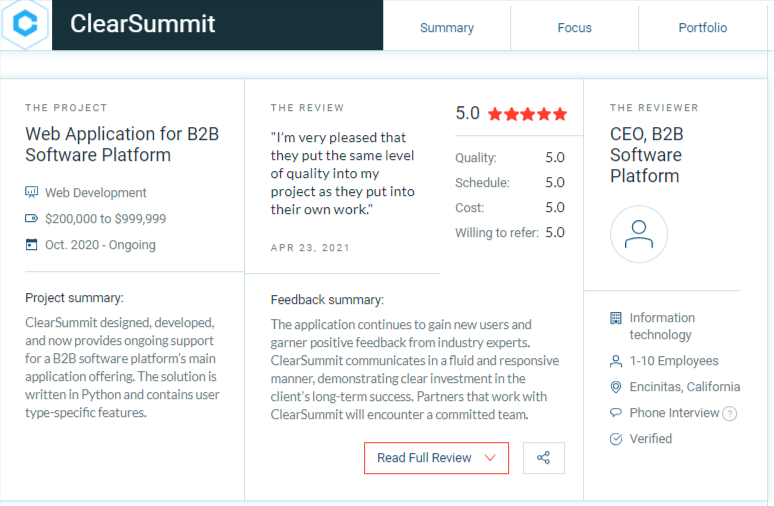 ClearSummit
Summary
Focus
Portfolio
THE PROJECT
Web Application for B2B
Software Platform
Web Development
$200,000 to $999,999
Oct. 2020 - Ongoing
Project summary:
ClearSummit designed, developed,
and now provides ongoing support
for a B2B software platform's main
application offering. The solution is
written in Python and contains user
type-specific features.
THE REVIEW
"I'm very pleased that
they put the same level
of quality into my
project as they put into
their own work."
APR 23, 2021
5.0
Quality: 5.0
Schedule: 5.0
Cost: 5.0
Willing to refer: 5.0
Feedback summary:
The application continues to gain new users and
garner positive feedback from industry experts.
ClearSummit communicates in a fluid and responsive
manner, demonstrating clear investment in the
client's long-term success. Partners that work with
ClearSummit will encounter a committed team.
Read Full Review
THE REVIEWER
CEO, B2B
Software
Platform
Information
technology
1-10 Employees
Encinitas, California
Phone Interview ?
Verified